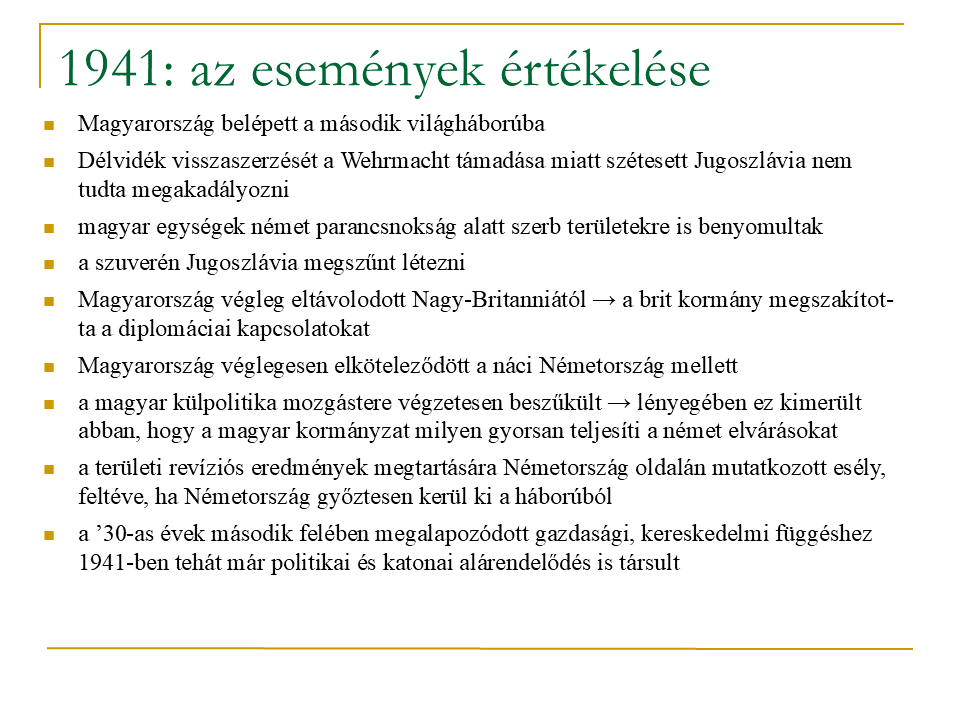 1941: az események értékelése
Magyarország belépett a második világháborúba
Délvidék visszaszerzését a Wehrmacht támadása miatt szétesett Jugoszlávia nem
tudta megakadályozni
magyar egységek német parancsnokság alatt szerb területekre is benyomultak
a szuverén Jugoszlávia megszűnt létezni
Magyarország végleg eltávolodott Nagy-Britanniától → a brit kormány megszakítot-
ta a diplomáciai kapcsolatokat
Magyarország véglegesen elköteleződött a náci Németország mellett
a magyar külpolitika mozgástere végzetesen beszűkült → lényegében ez kimerült
abban, hogy a magyar kormányzat milyen gyorsan teljesíti a német elvárásokat
a területi revíziós eredmények megtartására Németország oldalán mutatkozott esély,
feltéve, ha Németország győztesen kerül ki a háborúból
a ’30-as évek második felében megalapozódott gazdasági, kereskedelmi függéshez
1941-ben tehát már politikai és katonai alárendelődés is társult